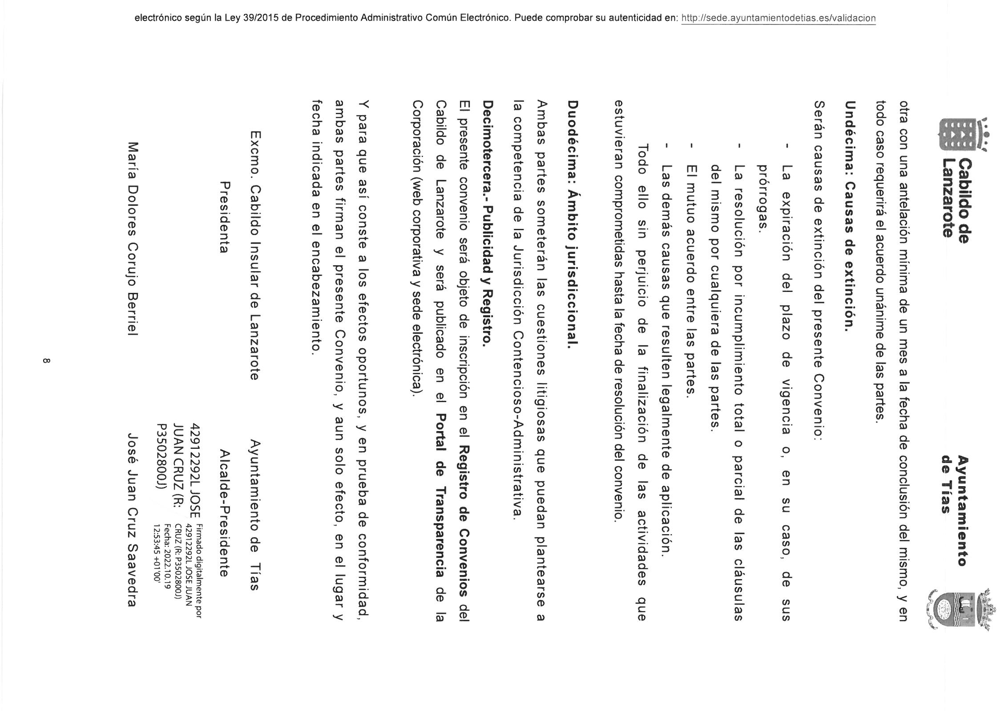 electrónico según la Ley 39/2015 de Procedimiento Administrativo Común Electrónico. Puede comprobar su autenticidad en: http://sede.ayuntamientodetias.es/validacion
Cabildo de
Lanzarote
Ayuntamiento
de Tías
otra con una antelación mínima de un mes a la fecha de conclusión del mismo, y en
todo caso requerirá el acuerdo unánime de las partes.
Undécima: Causas de extinción.
Serán causas de extinción del presente Convenio:
- La expiración del plazo de vigencia o, en su caso, de sus
prórrogas.
- La resolución por incumplimiento total o parcial de las cláusulas
del mismo por cualquiera de las partes.
- El mutuo acuerdo entre las partes.
- Las demás causas que resulten legalmente de aplicación.
Todo ello sin perjuicio de la finalización de las actividades que
estuvieran comprometidas hasta la fecha de resolución del convenio.
Duodécima: Ámbito jurisdiccional.
Ambas partes someterán las cuestiones litigiosas que puedan plantearse a
la competencia de la Jurisdicción Contencioso-Administrativa.
Decimotercera.- Publicidad y Registro.
El presente convenio será objeto de inscripción en el Registro de Convenios del
Cabildo de Lanzarote y será publicado en el Portal de Transparencia de la
Corporación (web corporativa y sede electrónica).
Y para que así conste a los efectos oportunos, y en prueba de conformidad,
ambas partes firman el presente Convenio, y aun solo efecto, en el lugar y
fecha indicada en el encabezamiento.
Excmo. Cabildo Insular de Lanzarote
Ayuntamiento de Tías
Presidenta
Alcalde-Presidente
42912292L JOSE
JUAN CRUZ (R:
P3502800J)
Firmado digitalmente por
42912292L JOSE JUAN
CRUZ (R: P3502800J)
Fecha: 2022.10.19
12:53:45 +01'00'
María Dolores Corujo Berriel
José Juan Cruz Saavedra
8